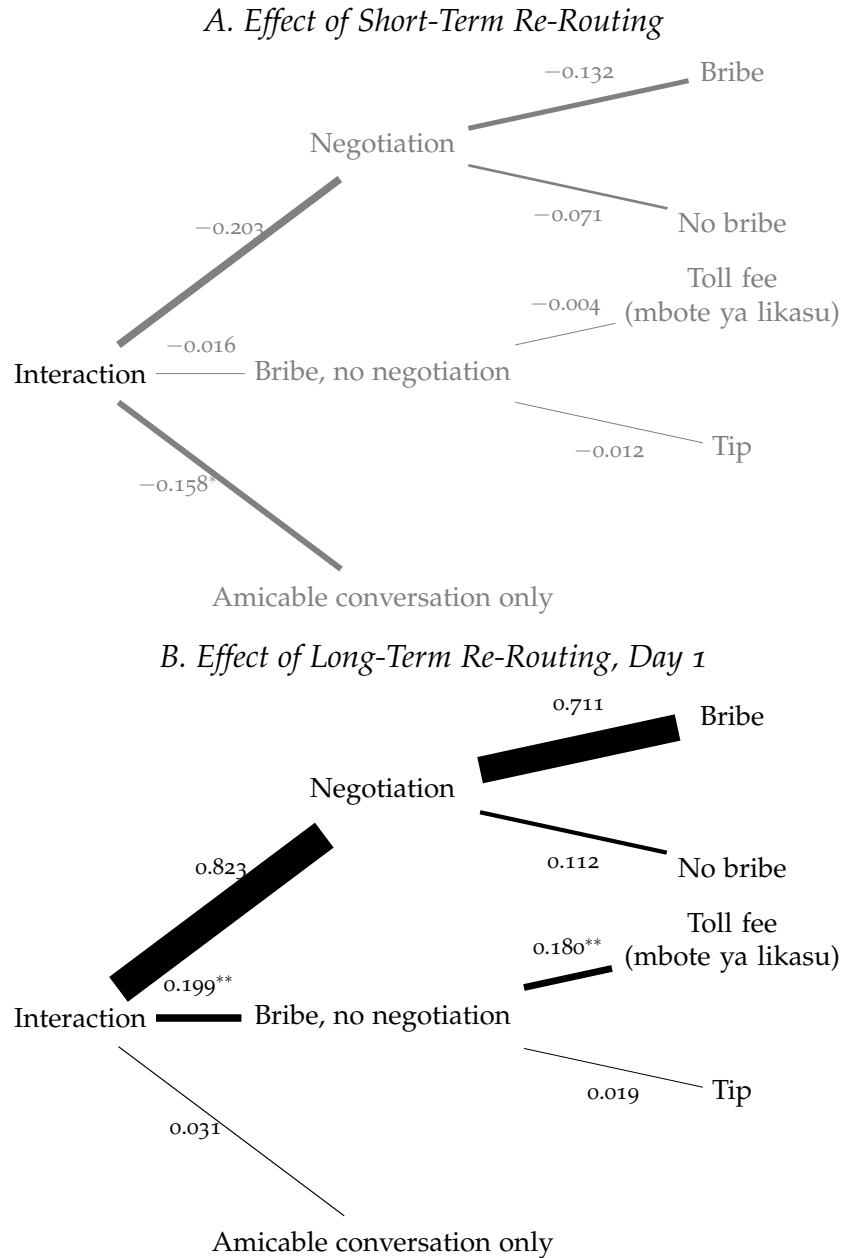 A. Effect of Short-Term Re-Routing
−0.132
Bribe
Negotiation
−0.203
−0.071
No bribe
Toll fee
(mbote ya likasu)
−0.004
−0.016
Interaction
Bribe, no negotiation
−0.012
Tip
−0.158*
Amicable conversation only
B. Effect of Long-Term Re-Routing, Day 1
0.711
Bribe
Negotiation
0.823
0.112
No bribe
Toll fee
(mbote ya likasu)
0.180**
0.199**
Interaction
Bribe, no negotiation
0.019
Tip
0.031
Amicable conversation only